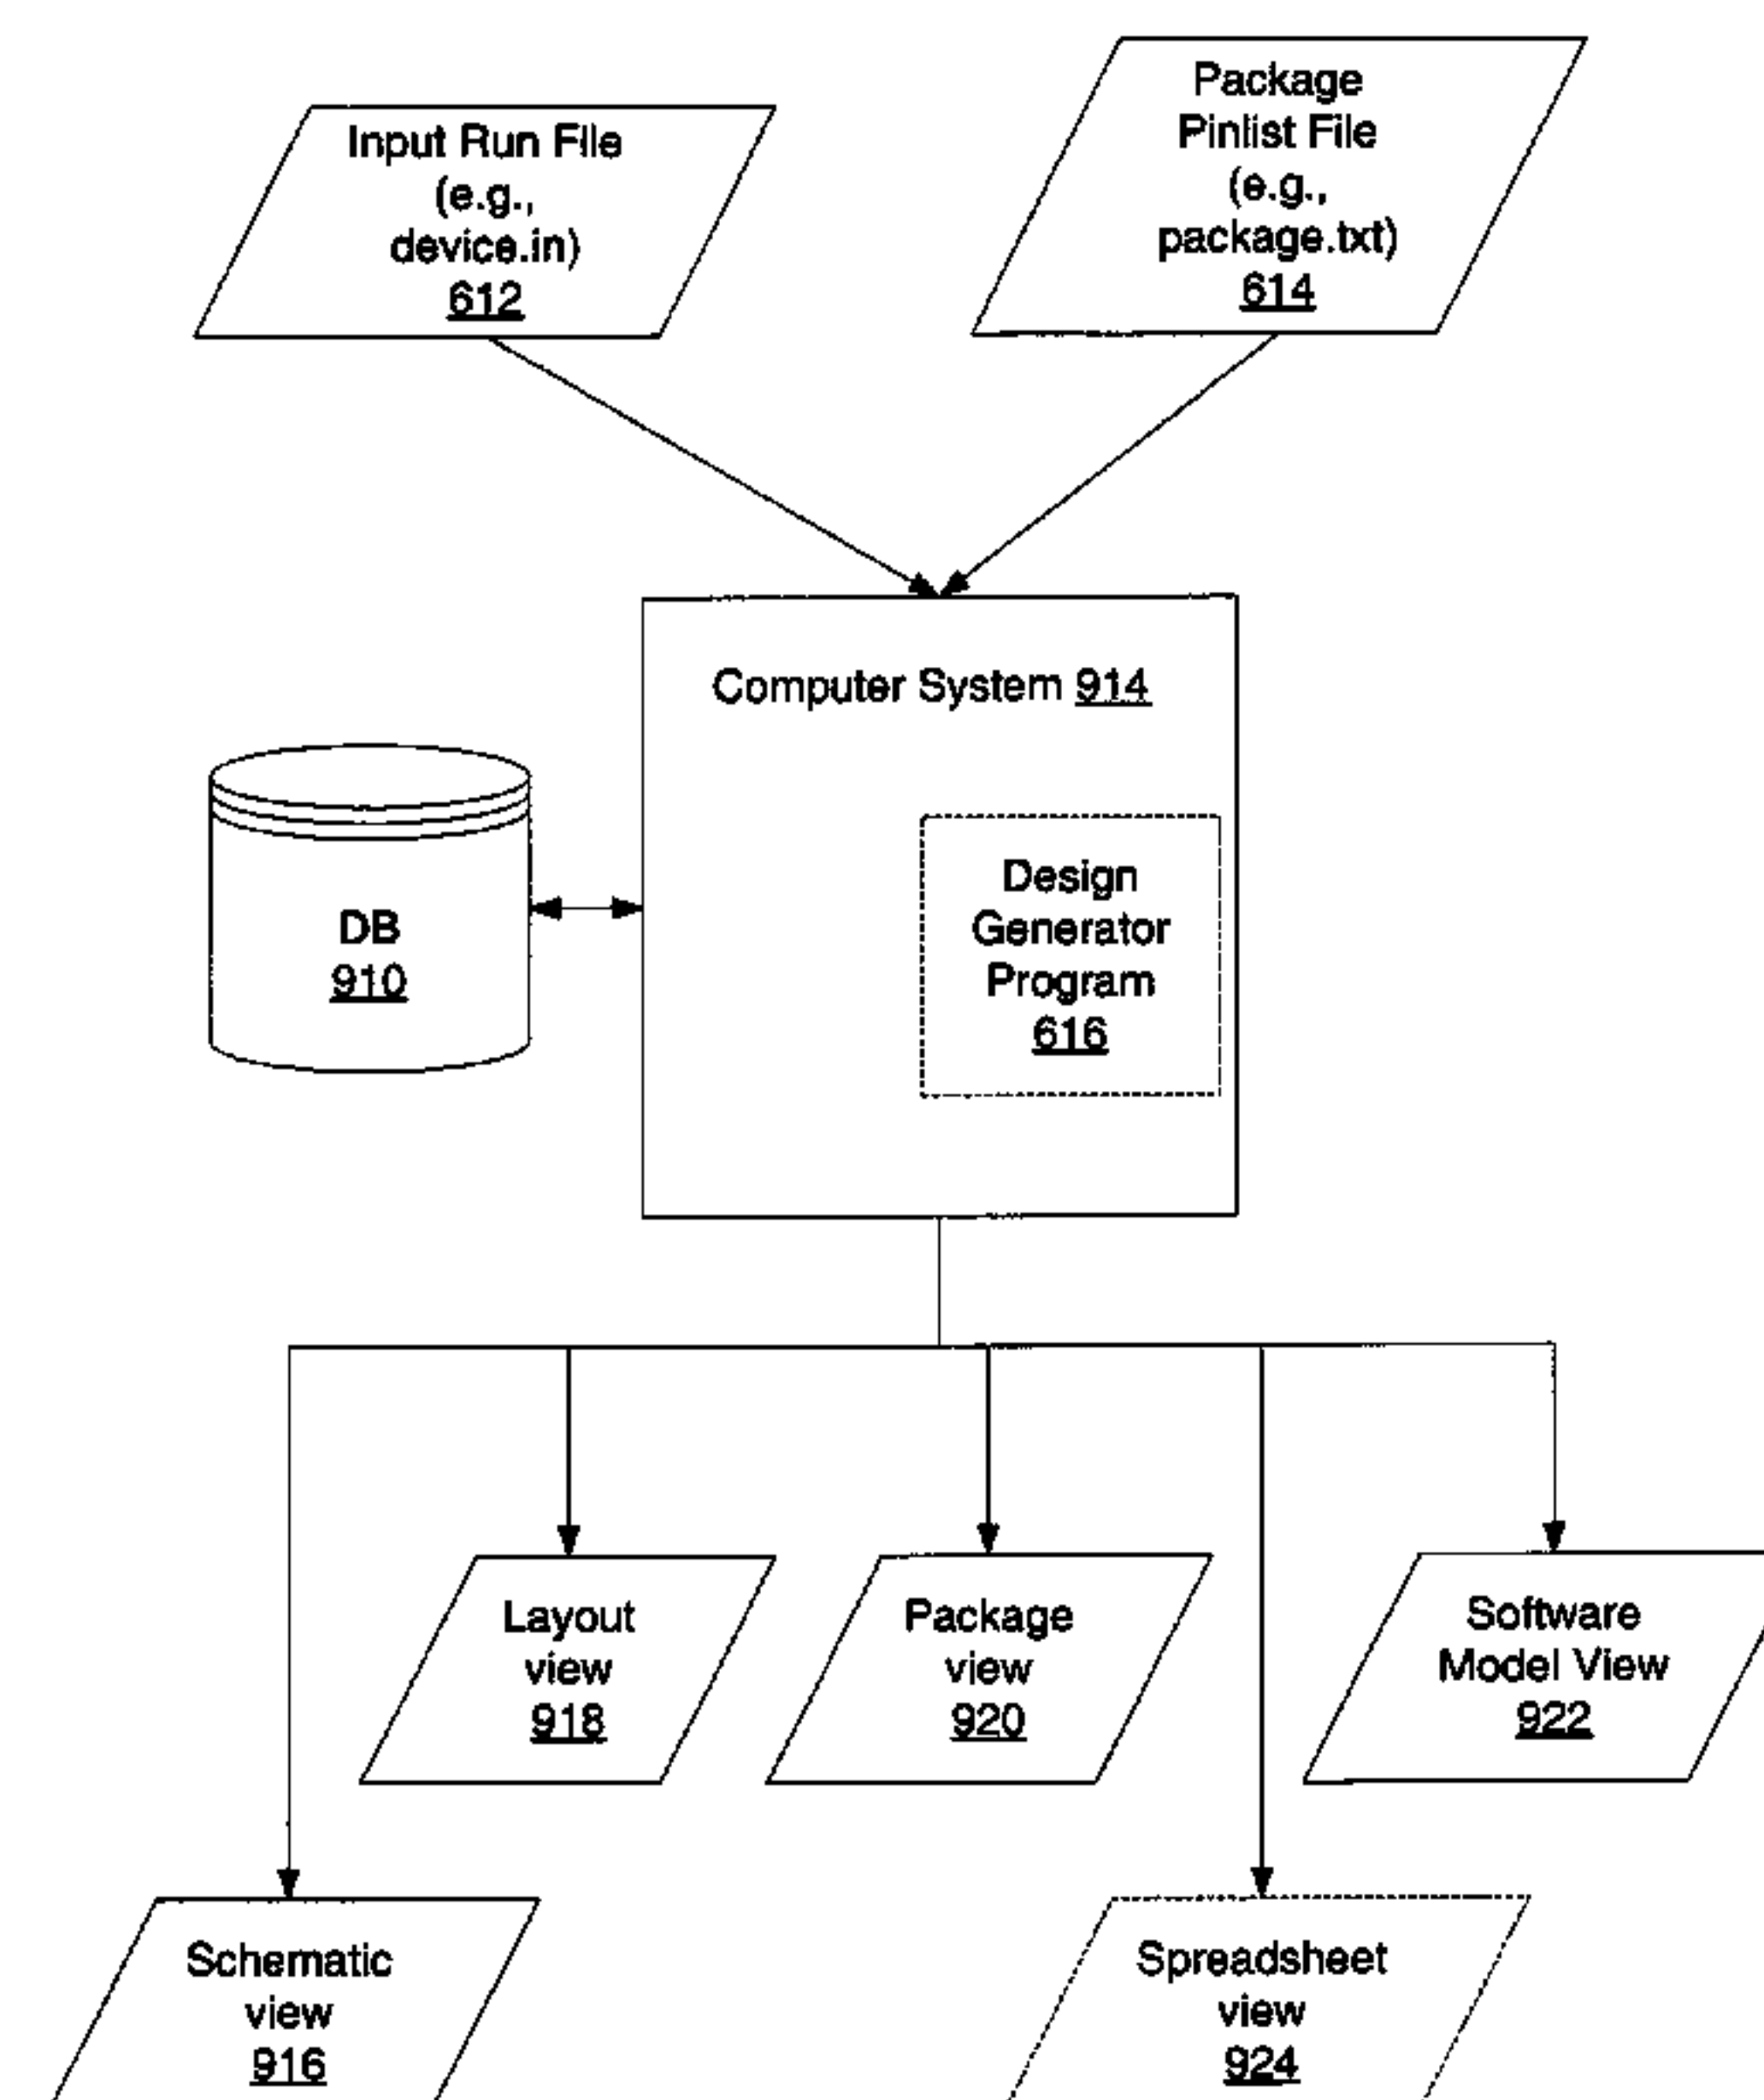 Input Run File
(e.g.,
device.in)
612
Package
Pinlist File
(e.g.,
package.txt)
614
Computer System 914
DB
910
Design
Generator
Program
616
Layout
view
918
Package
view
920
Software
Model View
922
Schematic
view
916
Spreadsheet
view
924